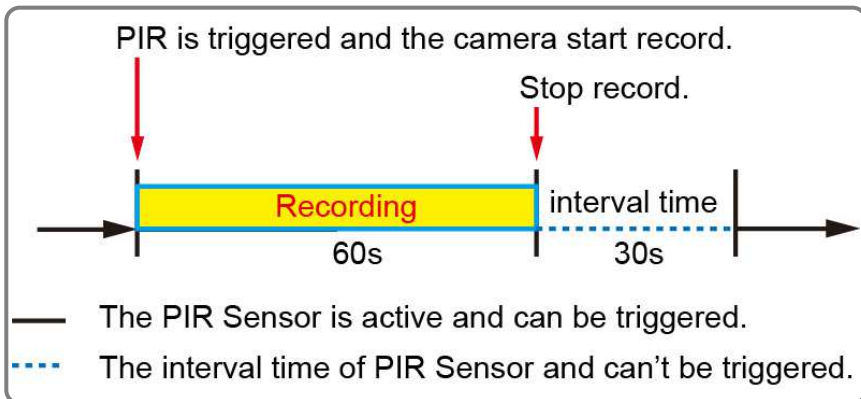 PIR is triggered and the camera start record.
Stop record.
Recording
interval time
60s
30s
The PIR Sensor is active and can be triggered.
The interval time of PIR Sensor and can’t be triggered.